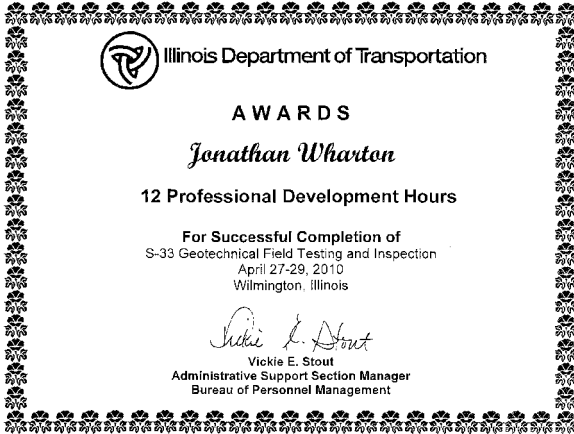 Illinois Department of Transportation
AWARDS
Jonathan Wharton
12 Professional Development Hours
For Successful Completion of
S-33 Geotechnical Field Testing and Inspection
April 27-29, 2010
Wilmington, Illinois
Vickie E. Stout
Vickie E. Stout
Administrative Support Section Manager
Bureau of Personnel Management